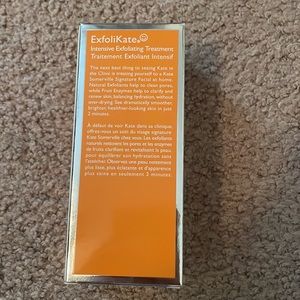 ExfoliKate
Intensive Exfoliating Treatment
Traitement Exfoliant Intensif
The next best thing to seeing Kate in
the Clinic is treating yourself to a Kate
Somerville Signature Facial at home.
Natural Exfoliants help to clean pores,
while Fruit Enzymes help to clarify and
renew skin, balancing hydration, without
over-drying. See dramatically smoother,
brighter, healthier-looking skin in just
2 minutes.
A défaut de voir Kate dans sa clinique
offrez-vous un soin du visage signature
Kate Somerville chez vous. Les exfoliants
naturels nettoient les pores et les enzymes
de fruits clarifient et revitalisent la peau
pour équilibrer son hydratation sans
l'assécher. Observez une peau nettement
plus lisse, plus éclatante et d'apparence
plus saine en seulement 2 minutes.